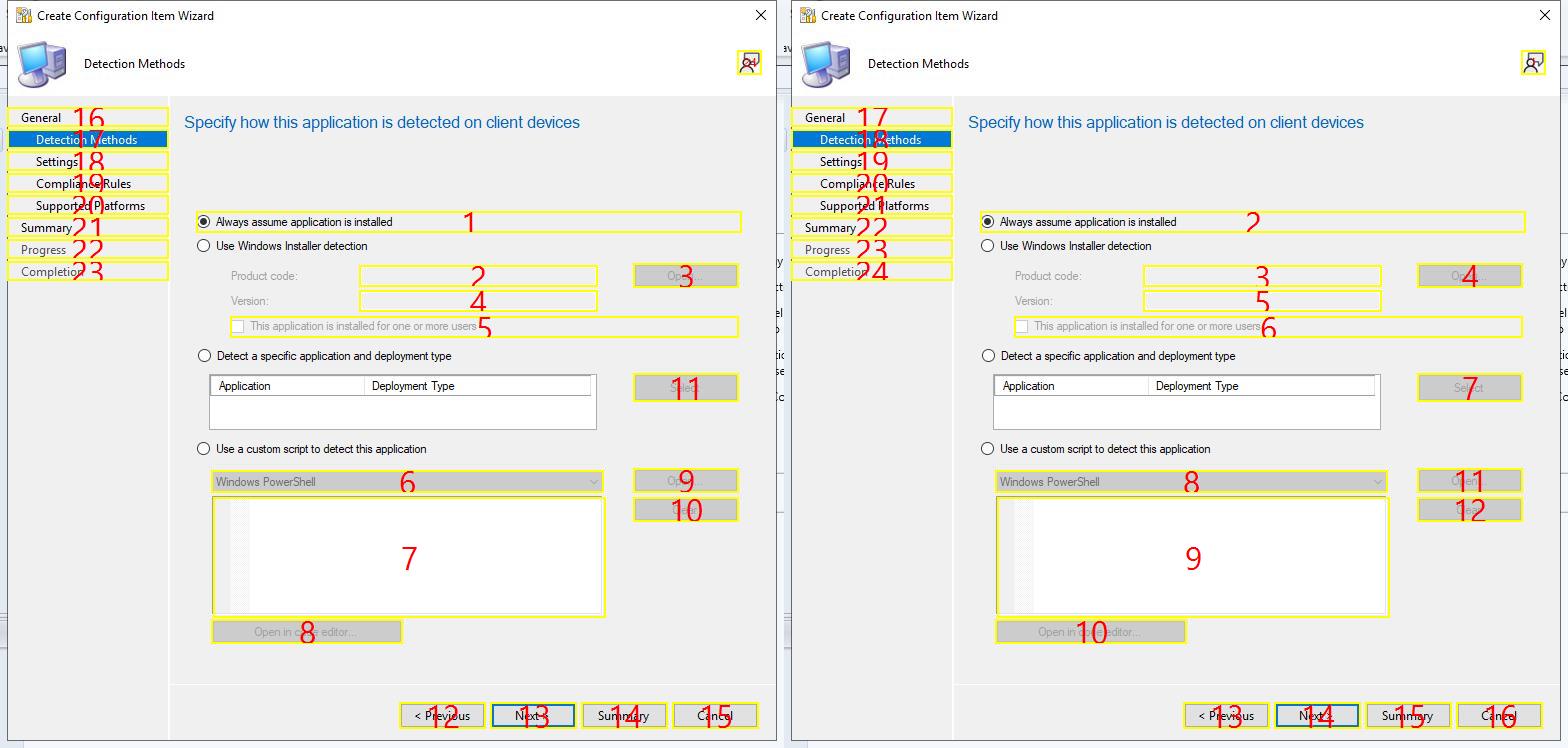 Create Configuration Item Wizard
Detection Methods
24
General 16
Detection Methods 17
Settings 18
Compliance Rules 19
Supported Platforms 20
Summary 21
Progress 22
Completion 23
Specify how this application is detected on client devices
Always assume application is installed 1
Use Windows Installer detection
Product code: 2 Open... 3
Version: 4
This application is installed for one or more users 5
Detect a specific application and deployment type
Application Deployment Type
Select 11
Use a custom script to detect this application
Windows PowerShell 6 Open... 9
Clear 10
7
Open in code editor... 8
< Previous 12 Next > 13 Summary 14 Cancel 15
Create Configuration Item Wizard
Detection Methods
General 17
Detection Methods 18
Settings 19
Compliance Rules 20
Supported Platforms 21
Summary 22
Progress 23
Completion 24
Specify how this application is detected on client devices
Always assume application is installed 2
Use Windows Installer detection
Product code: 3 Open... 4
Version: 5
This application is installed for one or more users 6
Detect a specific application and deployment type
Application Deployment Type
Select 7
Use a custom script to detect this application
Windows PowerShell 8 Open... 11
Clear 12
9
Open in code editor... 10
< Previous 13 Next > 14 Summary 15 Cancel 16